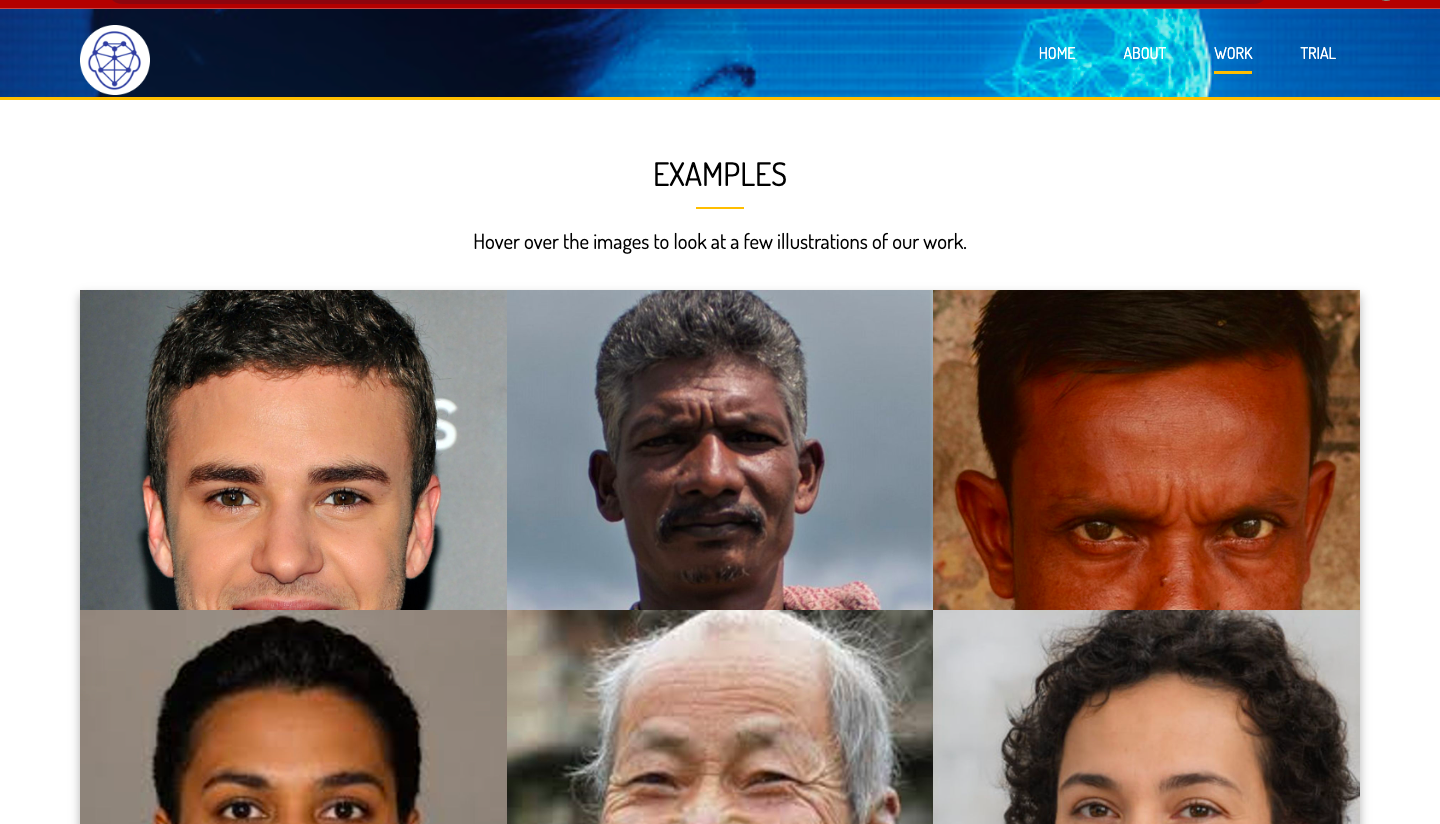 HOME
ABOUT
WORK
TRIAL
EXAMPLES
Hover over the images to look at a few illustrations of our work.
S